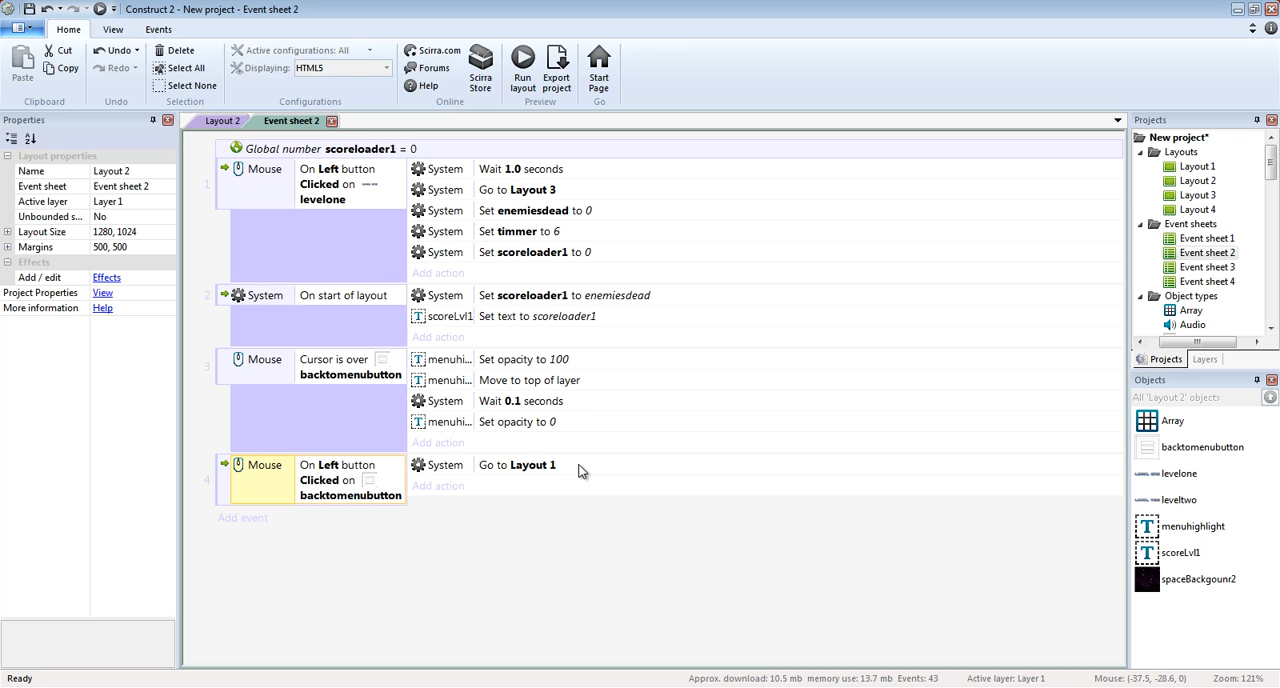 Construct 2 - New project - Event sheet 2
Home View Events
Paste
Cut
Copy
Clipboard
Undo
Redo
Undo
Delete
Select All
Select None
Selection
Active configurations: All
Displaying: HTML5
Configurations
Scirra.com
Forums
Help
Scirra
Store
Online
Run
layout
Export
project
Preview
Start
Page
Go
Properties
Layout properties
Name Layout 2
Event sheet Event sheet 2
Active layer Layer 1
Unbounded s... No
Layout Size 1280, 1024
Margins 500, 500
Effects
Add / edit Effects
Project Properties View
More information Help
Layout 2 Event sheet 2
Global number scoreloader1 = 0
1
Mouse On Left button
Clicked on
levelone
System Wait 1.0 seconds
System Go to Layout 3
System Set enemiesdead to 0
System Set timmer to 6
System Set scoreloader1 to 0
Add action
2 System On start of layout
System Set scoreloader1 to enemiesdead
T scoreLvl1 Set text to scoreloader1
Add action
3
Mouse Cursor is over
backtomenubutton
T menuhi... Set opacity to 100
T menuhi... Move to top of layer
System Wait 0.1 seconds
T menuhi... Set opacity to 0
Add action
4
Mouse On Left button
Clicked on
backtomenubutton
System Go to Layout 1
Add action
Add event
Projects
New project*
Layouts
Layout 1
Layout 2
Layout 3
Layout 4
Event sheets
Event sheet 1
Event sheet 2
Event sheet 3
Event sheet 4
Object types
Array
Audio
Projects Layers
Objects
All 'Layout 2' objects
Array
backtomenubutton
levelone
leveltwo
T menuhighlight
T scoreLvl1
spaceBackgounr2
Ready
Approx. download: 10.5 mb memory use: 13.7 mb Events: 43 Active layer: Layer 1 Mouse: (-37.5, -28.6, 0) Zoom: 121%